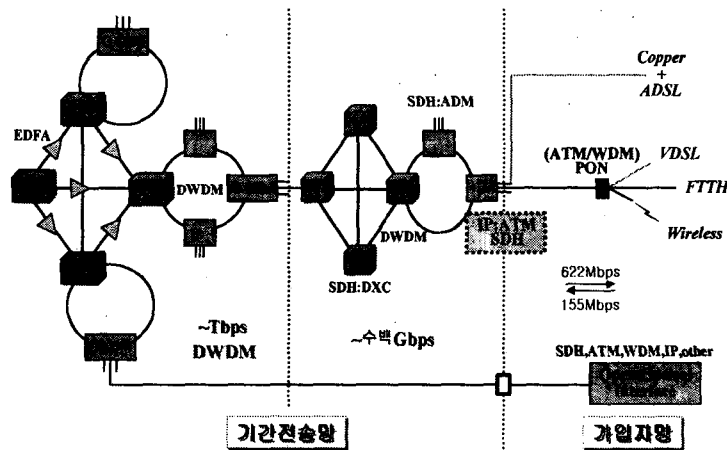 Copper
+
ADSL
SDH:ADM
EDFA
(ATM/WDM)
PON
VDSL
DWDM
FTTH
DWDM
IP:ATM
SDH
Wireless
SDH:DXC
622Mbps
155Mbps
~Tbps
DWDM
~수백Gbps
SDH,ATM,WDM,IP,other
기간전송망
가입자망